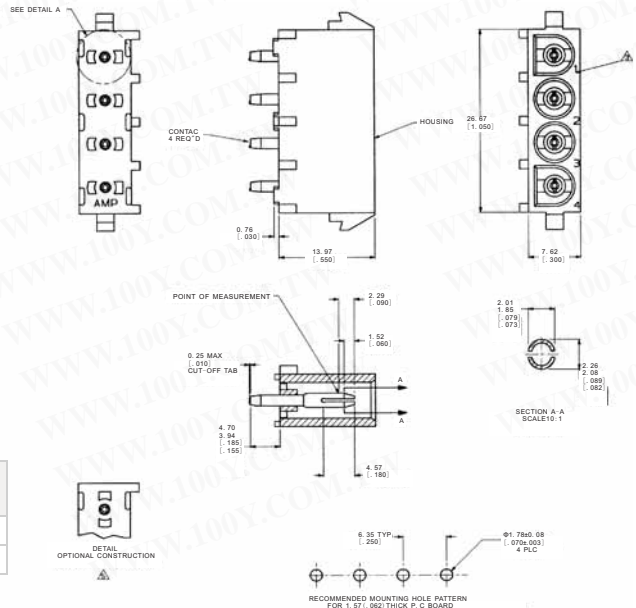 SEE DETAIL A
AMP
CONTAC
4 REQ'D
HOUSING
0.76
[.030]
13.97
[.550]
26.67
[1.050]
1
2
3
4
7.62
[.300]
POINT OF MEASUREMENT
2.29
[.090]
1.52
[.060]
0.25 MAX
[.010]
CUT-OFF TAB
A
A
4.70
3.94
[.185]
[.155]
4.57
[.180]
2.01
1.85
[.079]
[.073]
2.26
2.08
[.089]
[.082]
SECTION A-A
SCALE10:1
DETAIL
OPTIONAL CONSTRUCTION
6.35 TYP
[.250]
Φ1.78±0.08
[.070±.003]
4 PLC
RECOMMENDED MOUNTING HOLE PATTERN
FOR 1.57(.062)THICK P.C BOARD
WWW.100Y.COM.TW